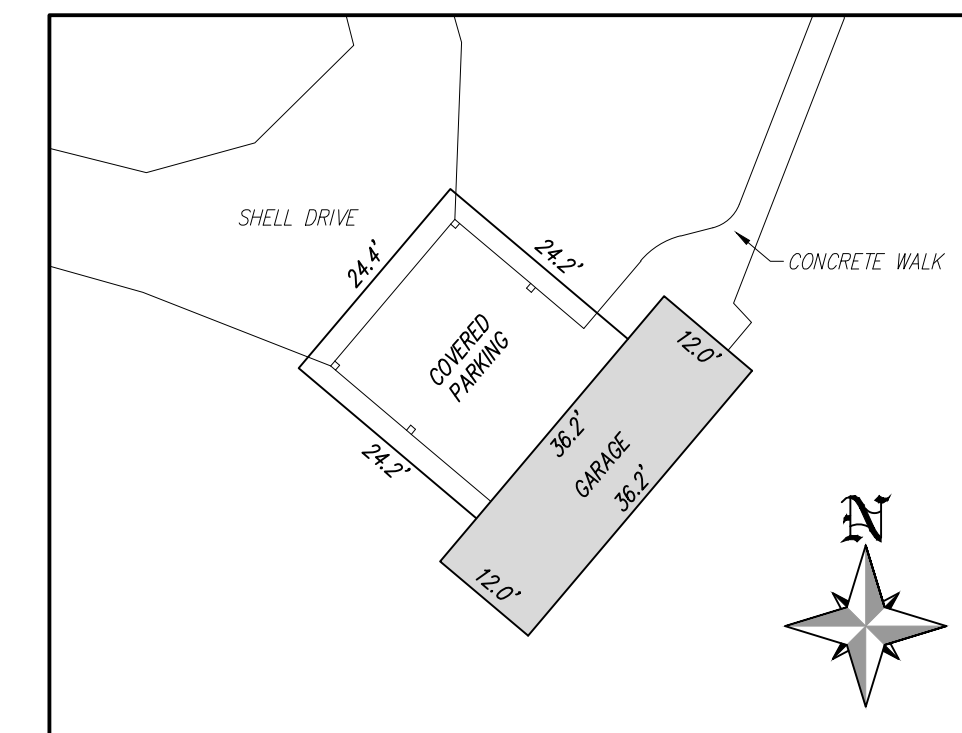 SHELL DRIVE
24.4'
24.2'
CONCRETE WALK
COVERED
PARKING
12.0'
36.2'
GARAGE
36.2'
24.2'
12.0'
N